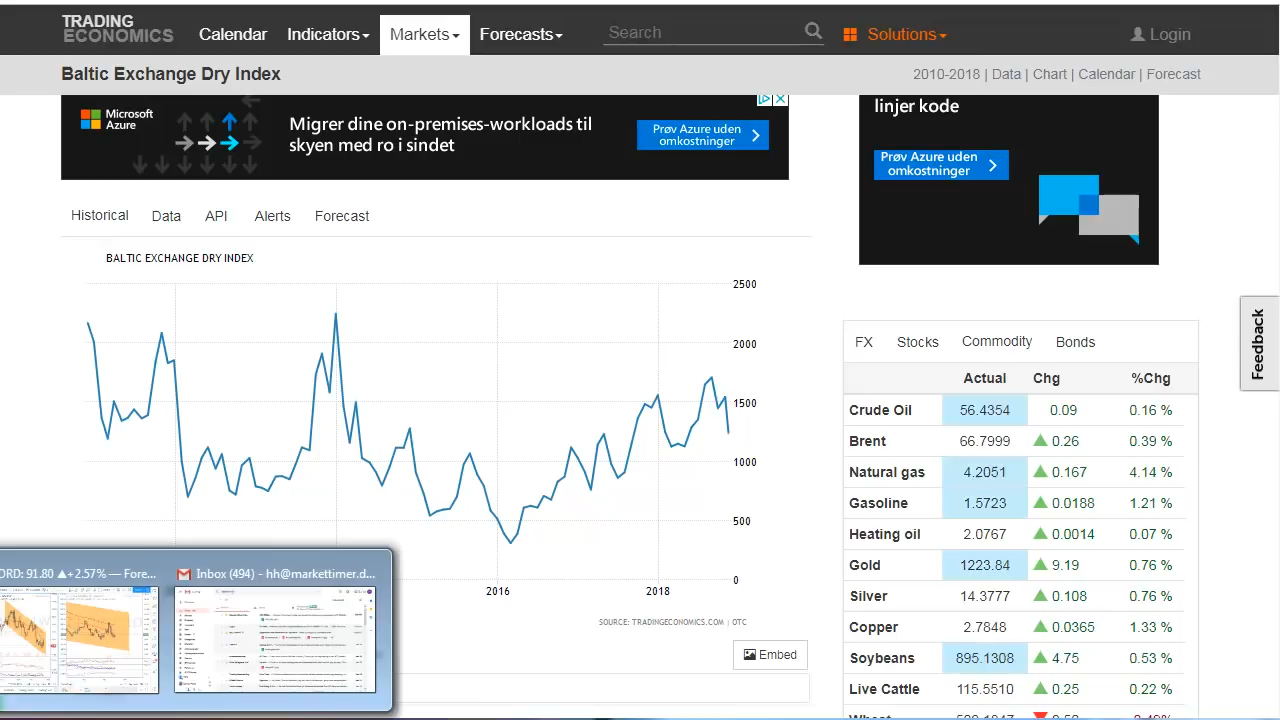 TRADING
ECONOMICS
Calendar Indicators Markets Forecasts Search Solutions Login
Baltic Exchange Dry Index
2010-2018 | Data | Chart | Calendar | Forecast
Microsoft
Azure
Migrer dine on-premises-workloads til
skyen med ro i sindet
Prøv Azure uden
omkostninger
linjer kode
Prøv Azure uden
omkostninger
Historical Data API Alerts Forecast
BALTIC EXCHANGE DRY INDEX
2500
2000
1500
1000
500
0
2016
2018
SOURCE: TRADINGECONOMICS.COM | OTC
Embed
Feedback
FX Stocks Commodity Bonds
Actual Chg %Chg
Crude Oil 56.4354 0.09 0.16 %
Brent 66.7999 0.26 0.39 %
Natural gas 4.2051 0.167 4.14 %
Gasoline 1.5723 0.0188 1.21 %
Heating oil 2.0767 0.0014 0.07 %
Gold 1223.84 9.19 0.76 %
Silver 14.3777 0.108 0.76 %
Copper 2.7848 0.0365 1.33 %
Soybeans 895.1308 4.75 0.53 %
Live Cattle 115.5510 0.25 0.22 %
Wheat
ORD: 91.80 ▲+2.57% — Fore...
Inbox (494) - hh@markettimer.d...